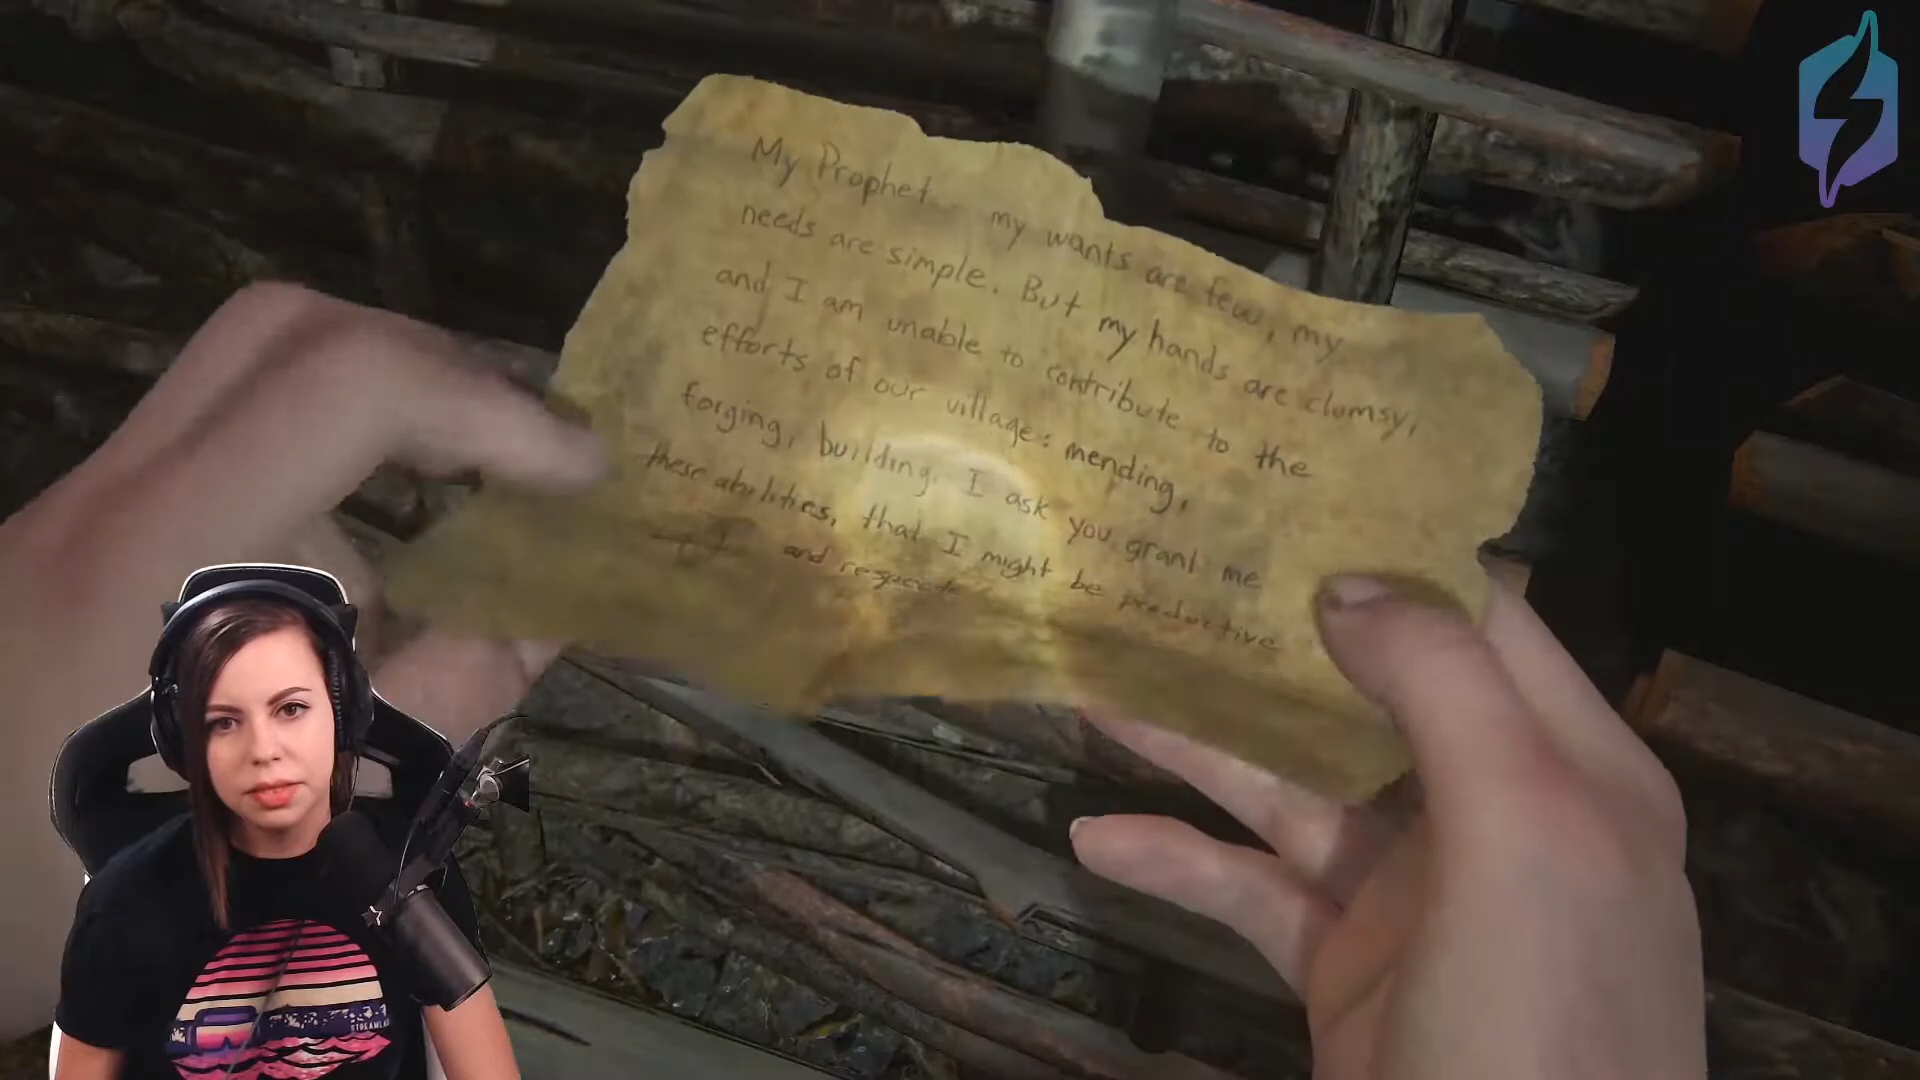 My Prophet - my wants are few, my
needs are simple. But my hands are clumsy,
and I am unable to contribute to the
efforts of our village: mending,
forging, building. I ask you grant me
these abilities, that I might be productive
and respected
STREAMLABS